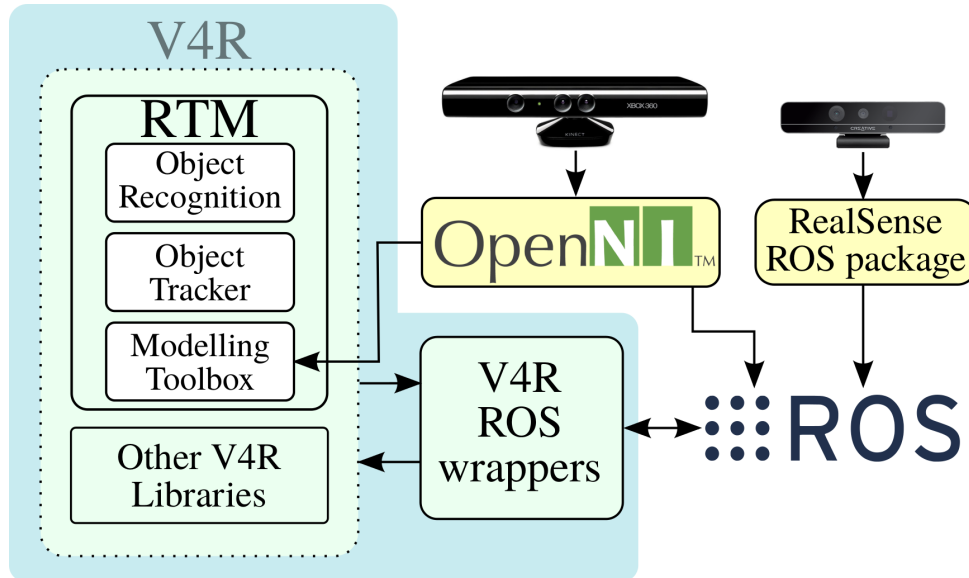 V4R
RTM
Object
Recognition
Object
Tracker
Modelling
Toolbox
Other V4R
Libraries
XBOX 360
KINECT
OpenNI™
CREATIVE
RealSense
ROS package
V4R
ROS
wrappers
ROS